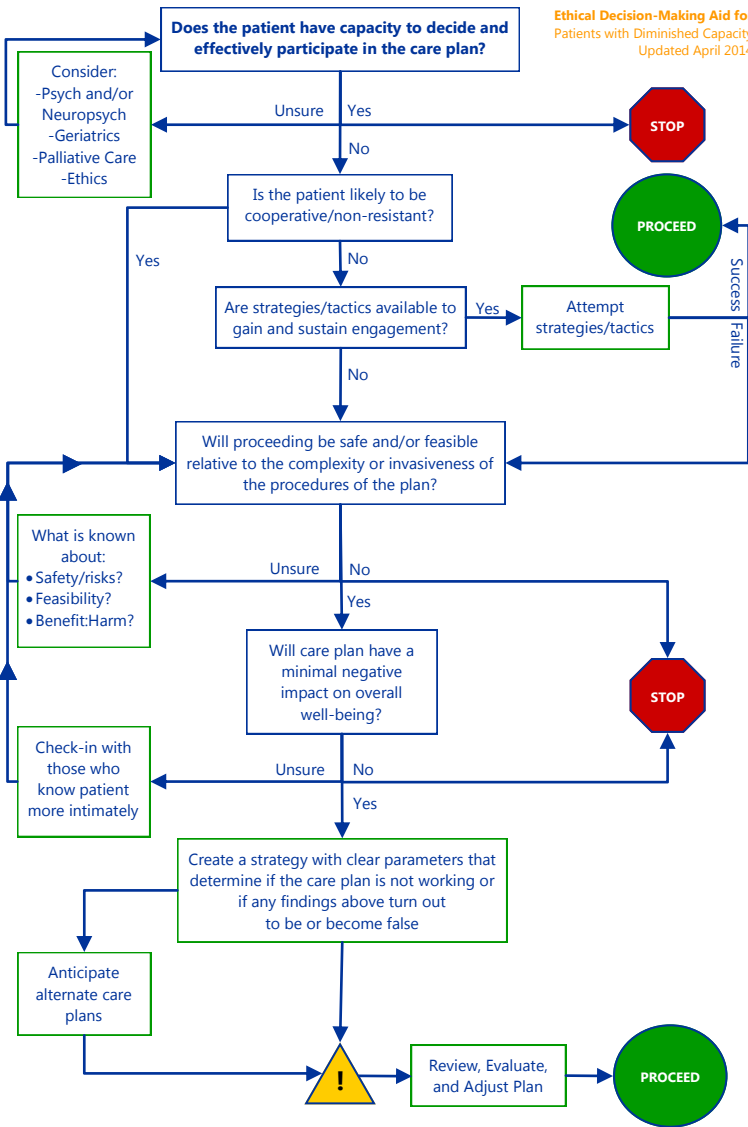 Ethical Decision-Making Aid fo
Patients with Diminished Capacity
Updated April 2014
Does the patient have capacity to decide and
effectively participate in the care plan?
Consider:
-Psych and/or
Neuropsych
-Geriatrics
-Palliative Care
-Ethics
Unsure
Yes
STOP
No
Is the patient likely to be
cooperative/non-resistant?
PROCEED
Yes
No
Success
Are strategies/tactics available to
gain and sustain engagement?
Yes
Attempt
strategies/tactics
Failure
No
Will proceeding be safe and/or feasible
relative to the complexity or invasiveness of
the procedures of the plan?
What is known
about:
• Safety/risks?
• Feasibility?
• Benefit:Harm?
Unsure
No
Yes
Will care plan have a
minimal negative
impact on overall
well-being?
STOP
Check-in with
those who
know patient
more intimately
Unsure
No
Yes
Create a strategy with clear parameters that
determine if the care plan is not working or
if any findings above turn out
to be or become false
Anticipate
alternate care
plans
!
Review, Evaluate,
and Adjust Plan
PROCEED